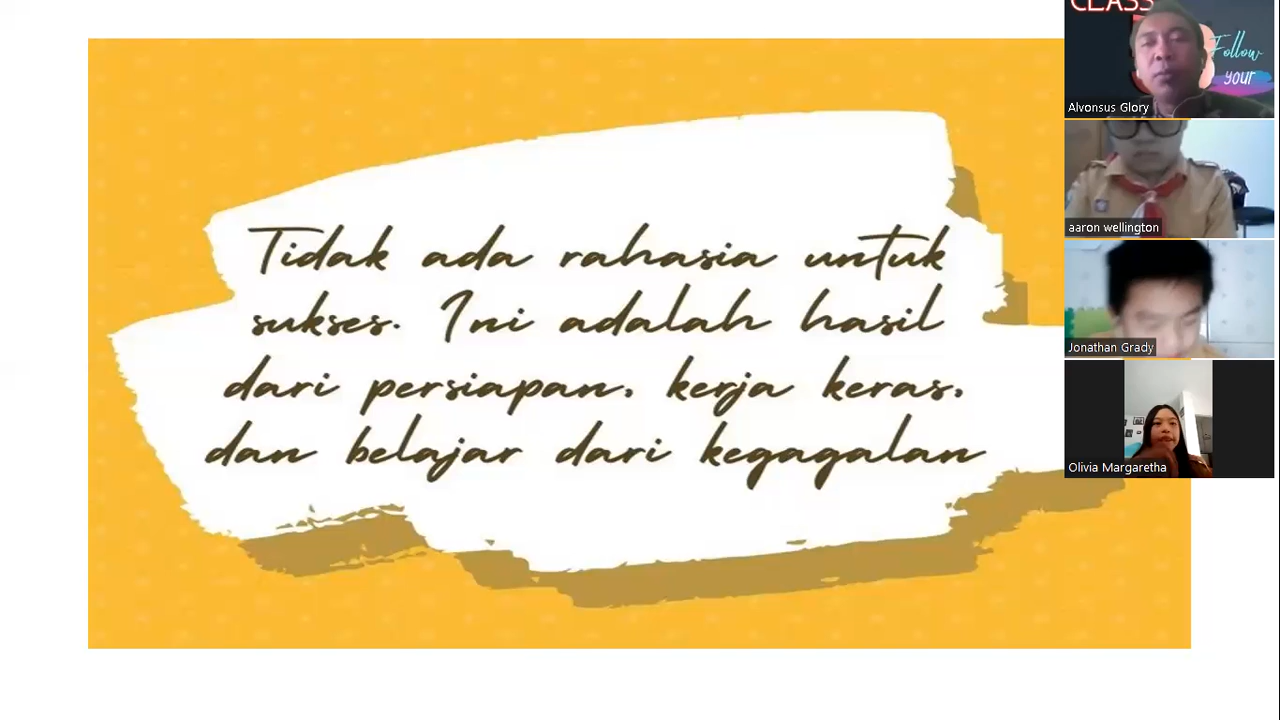 Tidak ada rahasia untuk
sukses. Ini adalah hasil
dari persiapan, kerja keras,
dan belajar dari kegagalan
CLASS
Follow
your
Alvonsus Glory
aaron wellington
Jonathan Grady
Olivia Margaretha